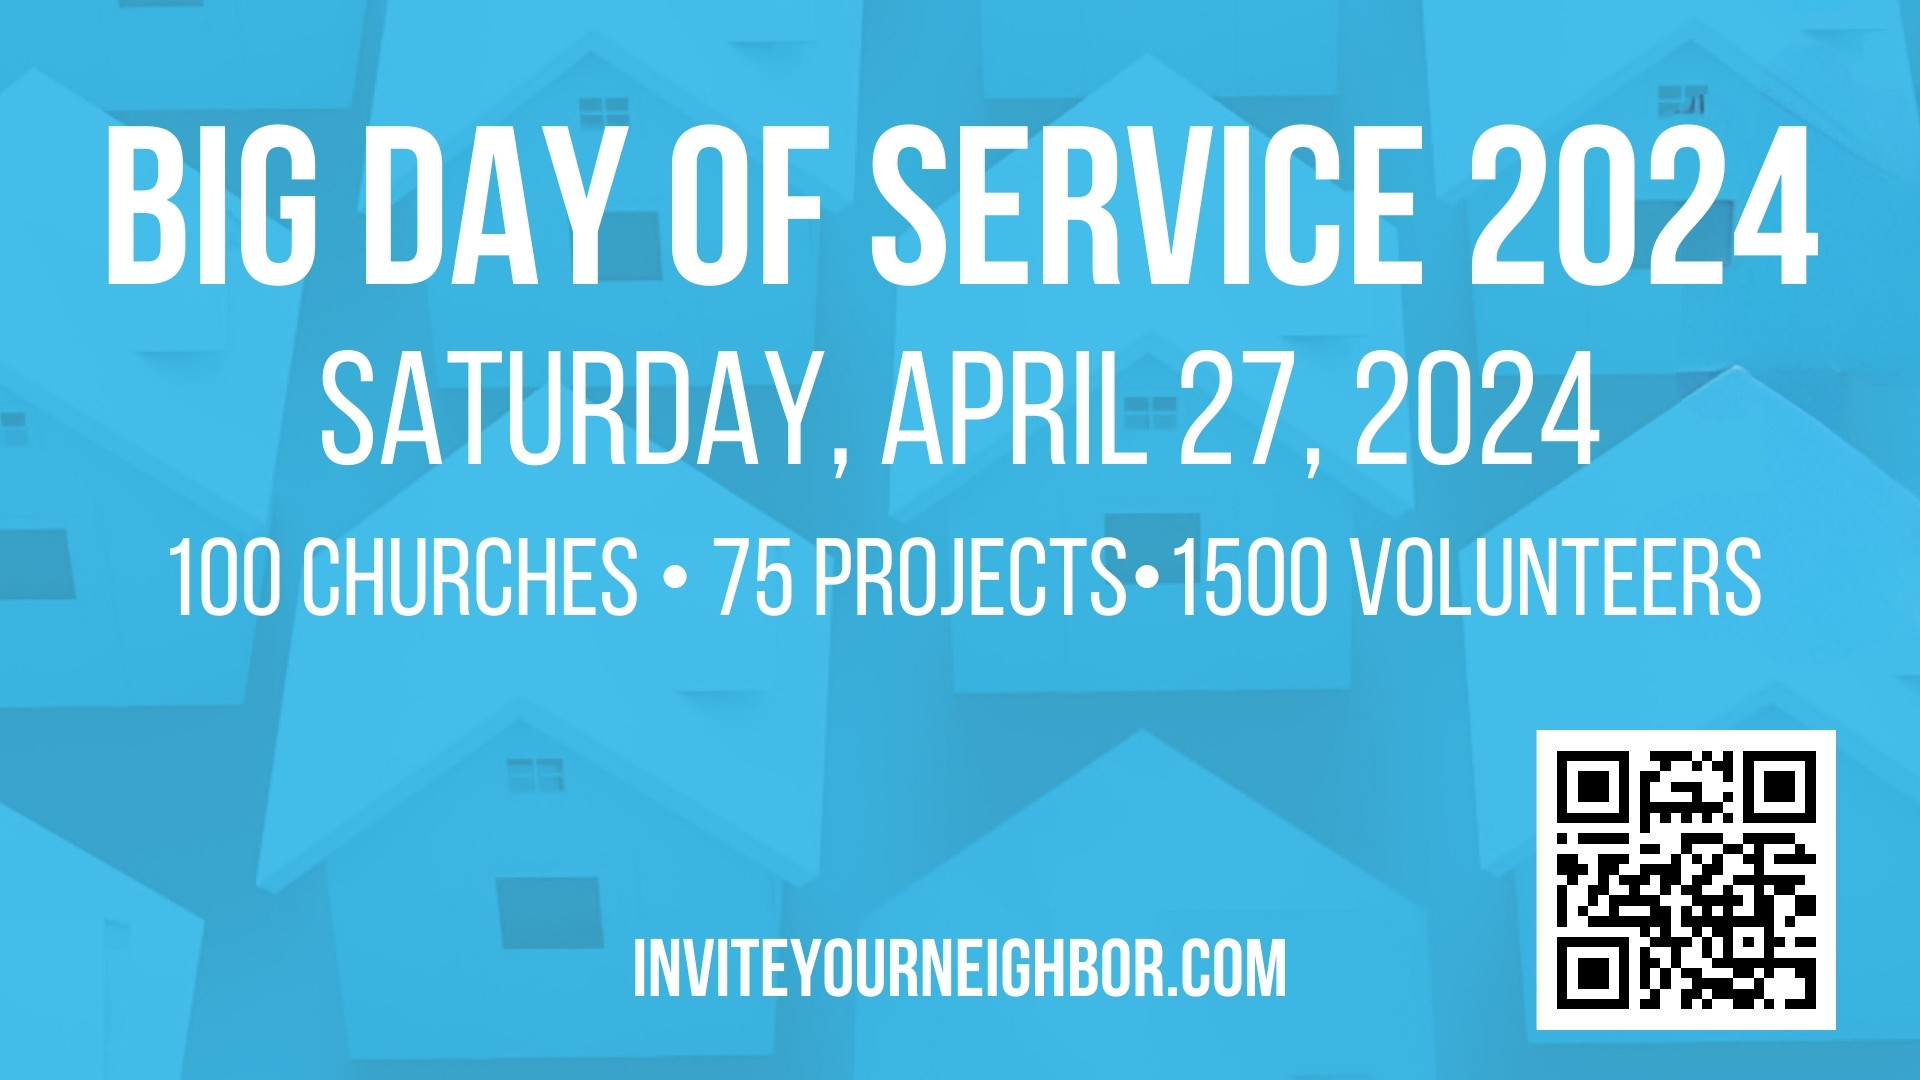 BIG DAY OF SERVICE 2024
SATURDAY, APRIL 27, 2024
100 CHURCHES • 75 PROJECTS•1500 VOLUNTEERS
INVITEYOURNEIGHBOR.COM